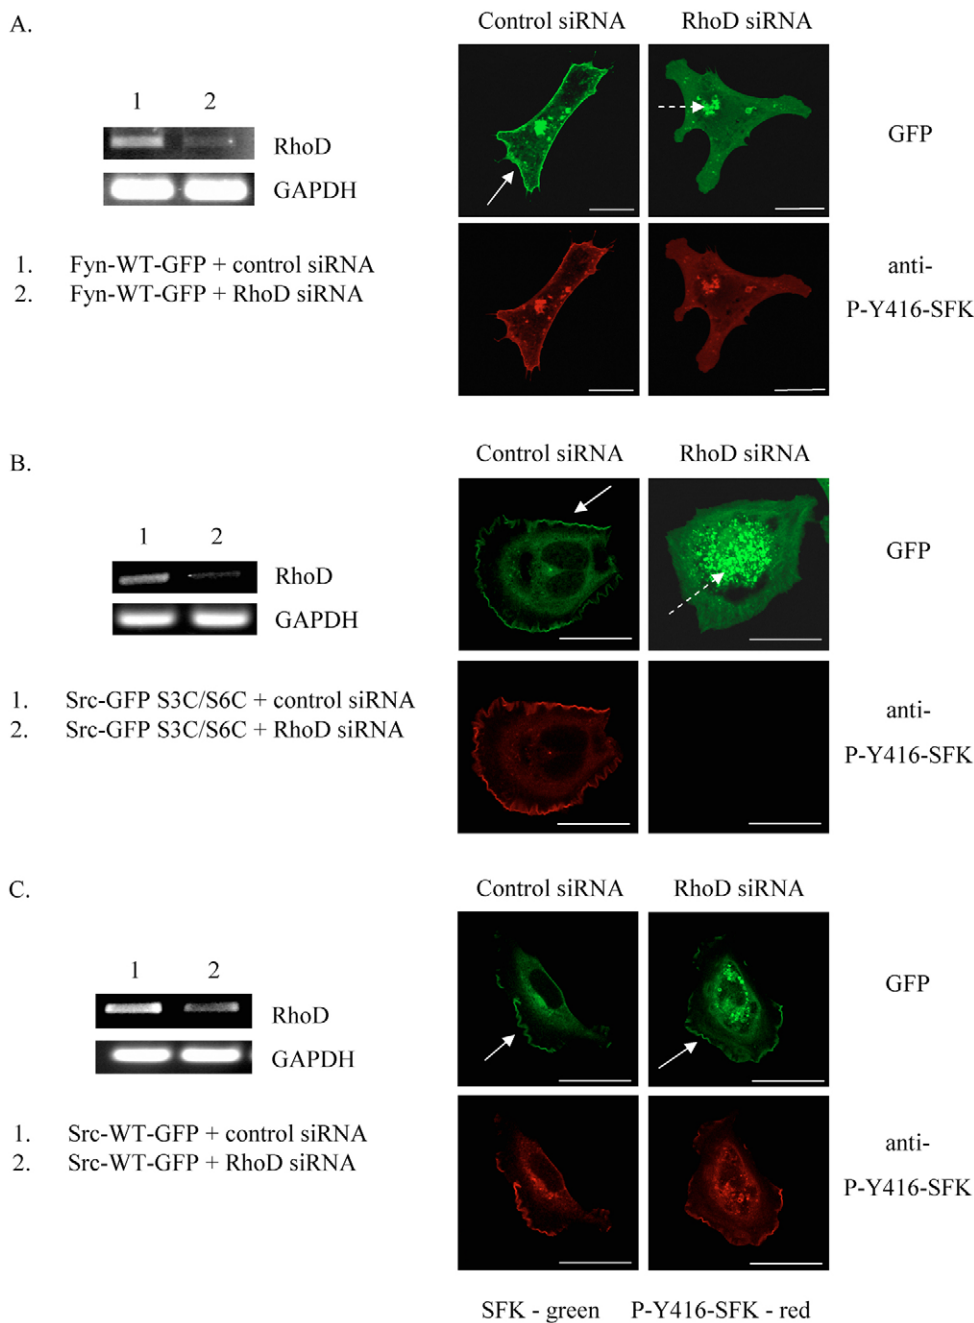 A.
Control siRNA
RhoD siRNA
1 2
RhoD
GAPDH
GFP
1. Fyn-WT-GFP + control siRNA
2. Fyn-WT-GFP + RhoD siRNA
anti-
P-Y416-SFK
B.
Control siRNA
RhoD siRNA
1 2
RhoD
GAPDH
GFP
1. Src-GFP S3C/S6C + control siRNA
2. Src-GFP S3C/S6C + RhoD siRNA
anti-
P-Y416-SFK
C.
Control siRNA
RhoD siRNA
1 2
RhoD
GAPDH
GFP
1. Src-WT-GFP + control siRNA
2. Src-WT-GFP + RhoD siRNA
anti-
P-Y416-SFK
SFK - green
P-Y416-SFK - red